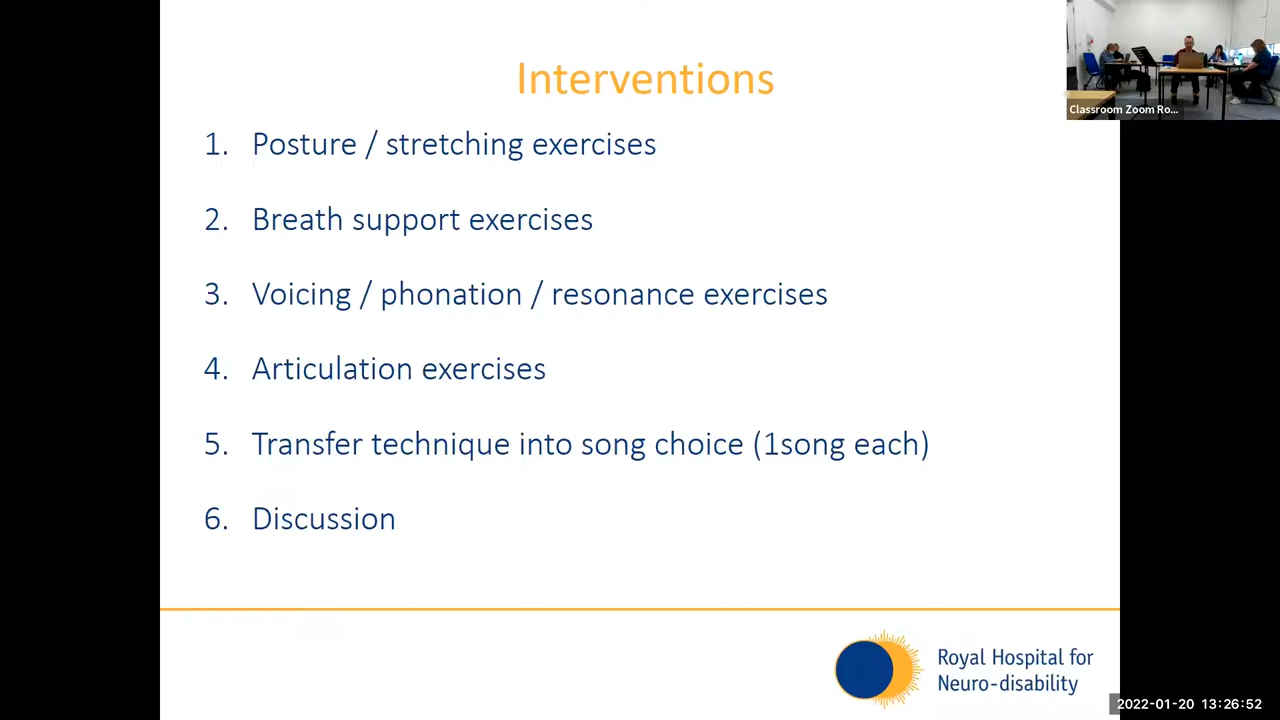 Interventions
1. Posture / stretching exercises
2. Breath support exercises
3. Voicing / phonation / resonance exercises
4. Articulation exercises
5. Transfer technique into song choice (1song each)
6. Discussion
Classroom Zoom Ro...
Royal Hospital for
Neuro-disability
2022-01-20 13:26:52